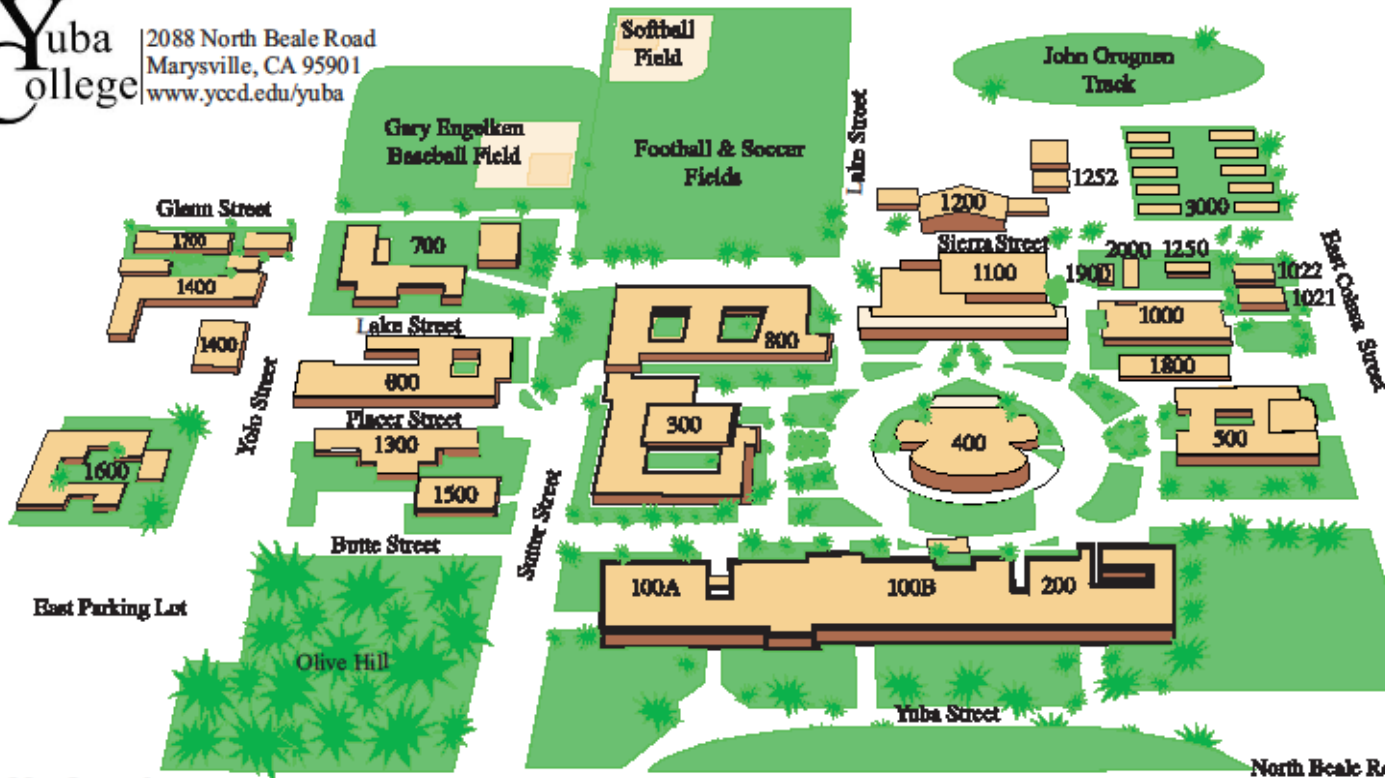 Yuba College
2088 North Beale Road
Marysville, CA 95901
www.yccd.edu/yuba
Softball
Field
John Orognen
Track
Gary Engelken
Baseball Field
Football & Soccer
Fields
Lake Street
1252
1200
3000
Glenn Street
1700
700
Sierra Street
2000
1250
1100
1900
1022
1021
East Colusa Street
1400
1000
Lake Street
800
1400
1800
600
Yolo Street
Placer Street
300
400
500
1300
1600
1500
Sutter Street
Butte Street
100A
100B
200
East Parking Lot
Olive Hill
Yuba Street
North Beale R